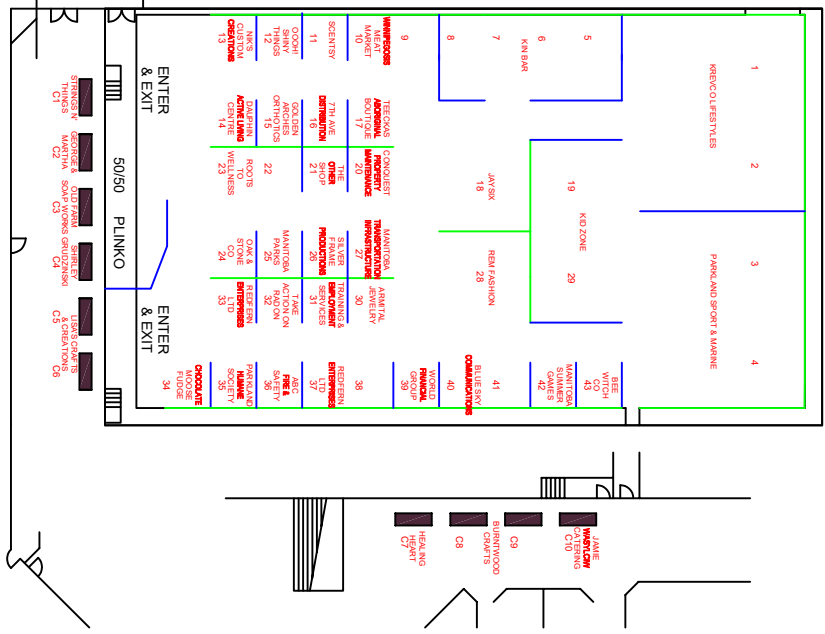 WINNIPEGOSIS
MEAT
MARKET
10
SCENTSY
11
OOOH!
SHINY
THINGS
12
NIK'S
CUSTOM
CREATIONS
13
9
8
7
KIN BAR
6
5
KREVCO LIFESTYLES
1
2
TEECKAS
ABORIGINAL
BOUTIQUE
17
7TH AVE
DISTRIBUTION
16
GOLDEN
ARCHES
ORTHOTICS
15
DAUPHIN
ACTIVE LIVING
CENTRE
14
CONQUEST
PROPERTY
MAINTENANCE
20
THE
OTHER
SHOP
21
22
ROOTS
TO
WELLNESS
23
JAYSIX
18
19
KID ZONE
29
REM FASHION
28
PARKLAND SPORT & MARINE
3
4
MANITOBA
TRANSPORTATION
INFRASTRUCTURE
27
SILVER
FRAME
PRODUCTIONS
26
MANITOBA
PARKS
25
OAK &
STONE
CO
24
ARMITAL
JEWELRY
30
TRAINING &
EMPLOYMENT
SERVICES
31
TAKE
ACTION ON
RADON
32
REDFERN
ENTERPRISES
LTD
33
BEE
WITCH
CO
43
MANITOBA
SUMMER
GAMES
42
41
BLUE SKY
COMMUNICATIONS
40
WORLD
FINANCIAL
GROUP
39
38
REDFERN
ENTERPRISES
LTD
37
ABC
FIRE &
SAFETY
36
PARKLAND
HUMANE
SOCIETY
35
CHOCOLATE
MOOSE
FUDGE
34
ENTER
& EXIT
50/50 PLINKO
ENTER
& EXIT
STRINGS N'
THINGS
C1
GEORGE &
MARTHA
C2
OLD FARM
SOAP WORKS
C3
SHIRLEY
GRUDZINSKI
C4
LISA'S CRAFTS
& CREATIONS
C5
C6
HEALING
HEART
C7
BURNTWOOD
CRAFTS
C8
C9
JAMIE
WASYLCIW
CATERING
C10